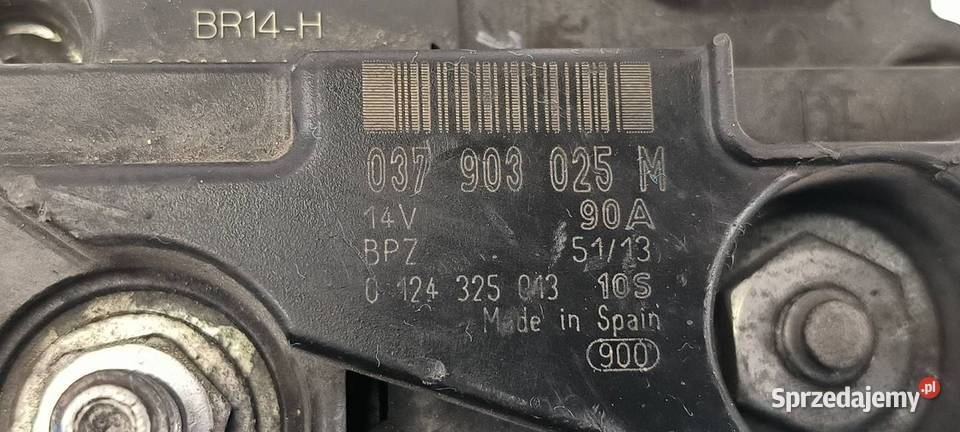 BR14-H
037 903 025 M
14V 90A
BPZ 51/13
0 124 325 013 10S
Made in Spain
900
Sprzedajemy.pl